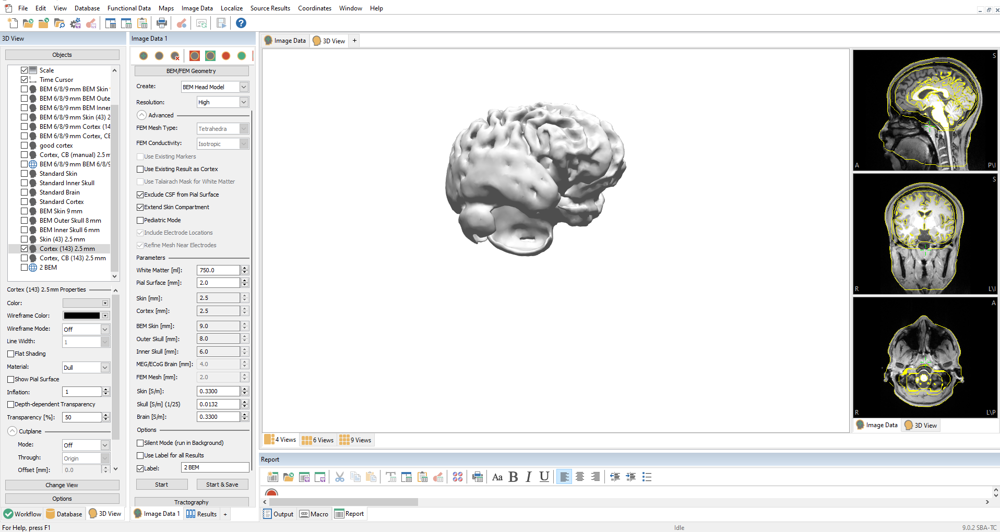 File Edit View Database Functional Data Maps Image Data Localize Source Results Coordinates Window Help
3D View
Objects
Scale
Time Cursor
BEM 6/8/9 mm BEM Skin
BEM 6/8/9 mm BEM Oute
BEM 6/8/9 mm BEM Inner
BEM 6/8/9 mm Skin (43) 2
BEM 6/8/9 mm Cortex (14
BEM 6/8/9 mm Cortex, CE
good cortex
Cortex, CB (manual) 2.5 m
BEM 6/8/9 mm BEM 6/8/9
Standard Skin
Standard Inner Skull
Standard Brain
Standard Cortex
BEM Skin 9 mm
BEM Outer Skull 8 mm
BEM Inner Skull 6 mm
Skin (43) 2.5 mm
Cortex (143) 2.5 mm
Cortex, CB (143) 2.5 mm
2 BEM
Cortex (143) 2.5 mm Properties
Color:
Wireframe Color:
Wireframe Mode: Off
Line Width: 1
Flat Shading
Material: Dull
Show Pial Surface
Inflation: 1
Depth-dependent Transparency
Transparency [%]: 50
Cutplane
Mode: Off
Through: Origin
Offset [mm]: 0.0
Change View
Options
Workflow Database 3D View
Image Data 1
BEM/FEM Geometry
Create: BEM Head Model
Resolution: High
Advanced
FEM Mesh Type: Tetrahedra
FEM Conductivity: Isotropic
Use Existing Markers
Use Existing Result as Cortex
Use Talairach Mask for White Matter
Exclude CSF from Pial Surface
Extend Skin Compartment
Pediatric Mode
Include Electrode Locations
Refine Mesh Near Electrodes
Parameters
White Matter [ml]: 750.0
Pial Surface [mm]: 2.0
Skin [mm]: 2.5
Cortex [mm]: 2.5
BEM Skin [mm]: 9.0
Outer Skull [mm]: 8.0
Inner Skull [mm]: 6.0
MEG/ECoG Brain [mm]: 4.0
FEM Mesh [mm]: 2.0
Skin [S/m]: 0.3300
Skull [S/m] (1/25) 0.0132
Brain [S/m]: 0.3300
Options
Silent Mode (run in Background)
Use Label for all Results
Label: 2 BEM
Start Start & Save
Tractography
Image Data 1 Results +
Image Data 3D View +
S
A P\I
S
R L\I
A
R L\P
Image Data 3D View
4 Views 6 Views 9 Views
Report
Aa B I U
Output Macro Report
For Help, press F1 Idle 9.0.2 SBA-TC